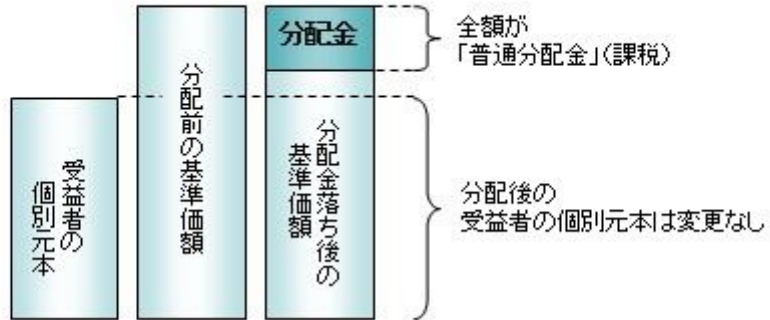 受益者の
個別元本
分配前の基準価額
分配金
分配金落ち後の
基準価額
全額が
「普通分配金」(課税)
分配後の
受益者の個別元本は変更なし